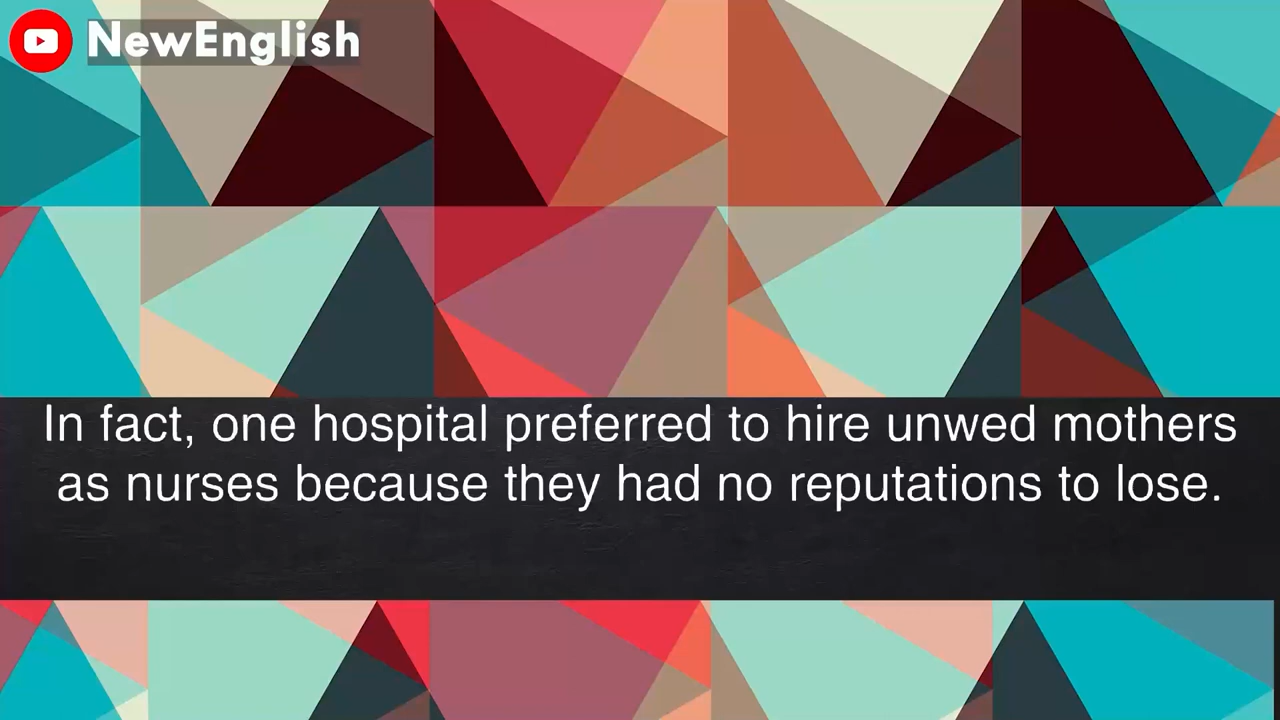 NewEnglish
In fact, one hospital preferred to hire unwed mothers
as nurses because they had no reputations to lose.